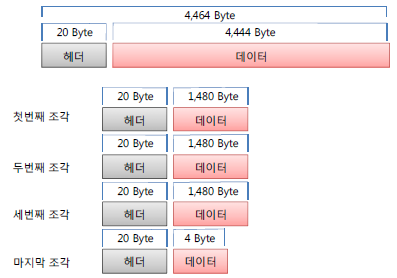 4,464 Byte
20 Byte 4,444 Byte
헤더 데이터
20 Byte 1,480 Byte
첫번째 조각 헤더 데이터
20 Byte 1,480 Byte
두번째 조각 헤더 데이터
20 Byte 1,480 Byte
세번째 조각 헤더 데이터
20 Byte 4 Byte
마지막 조각 헤더 데이터